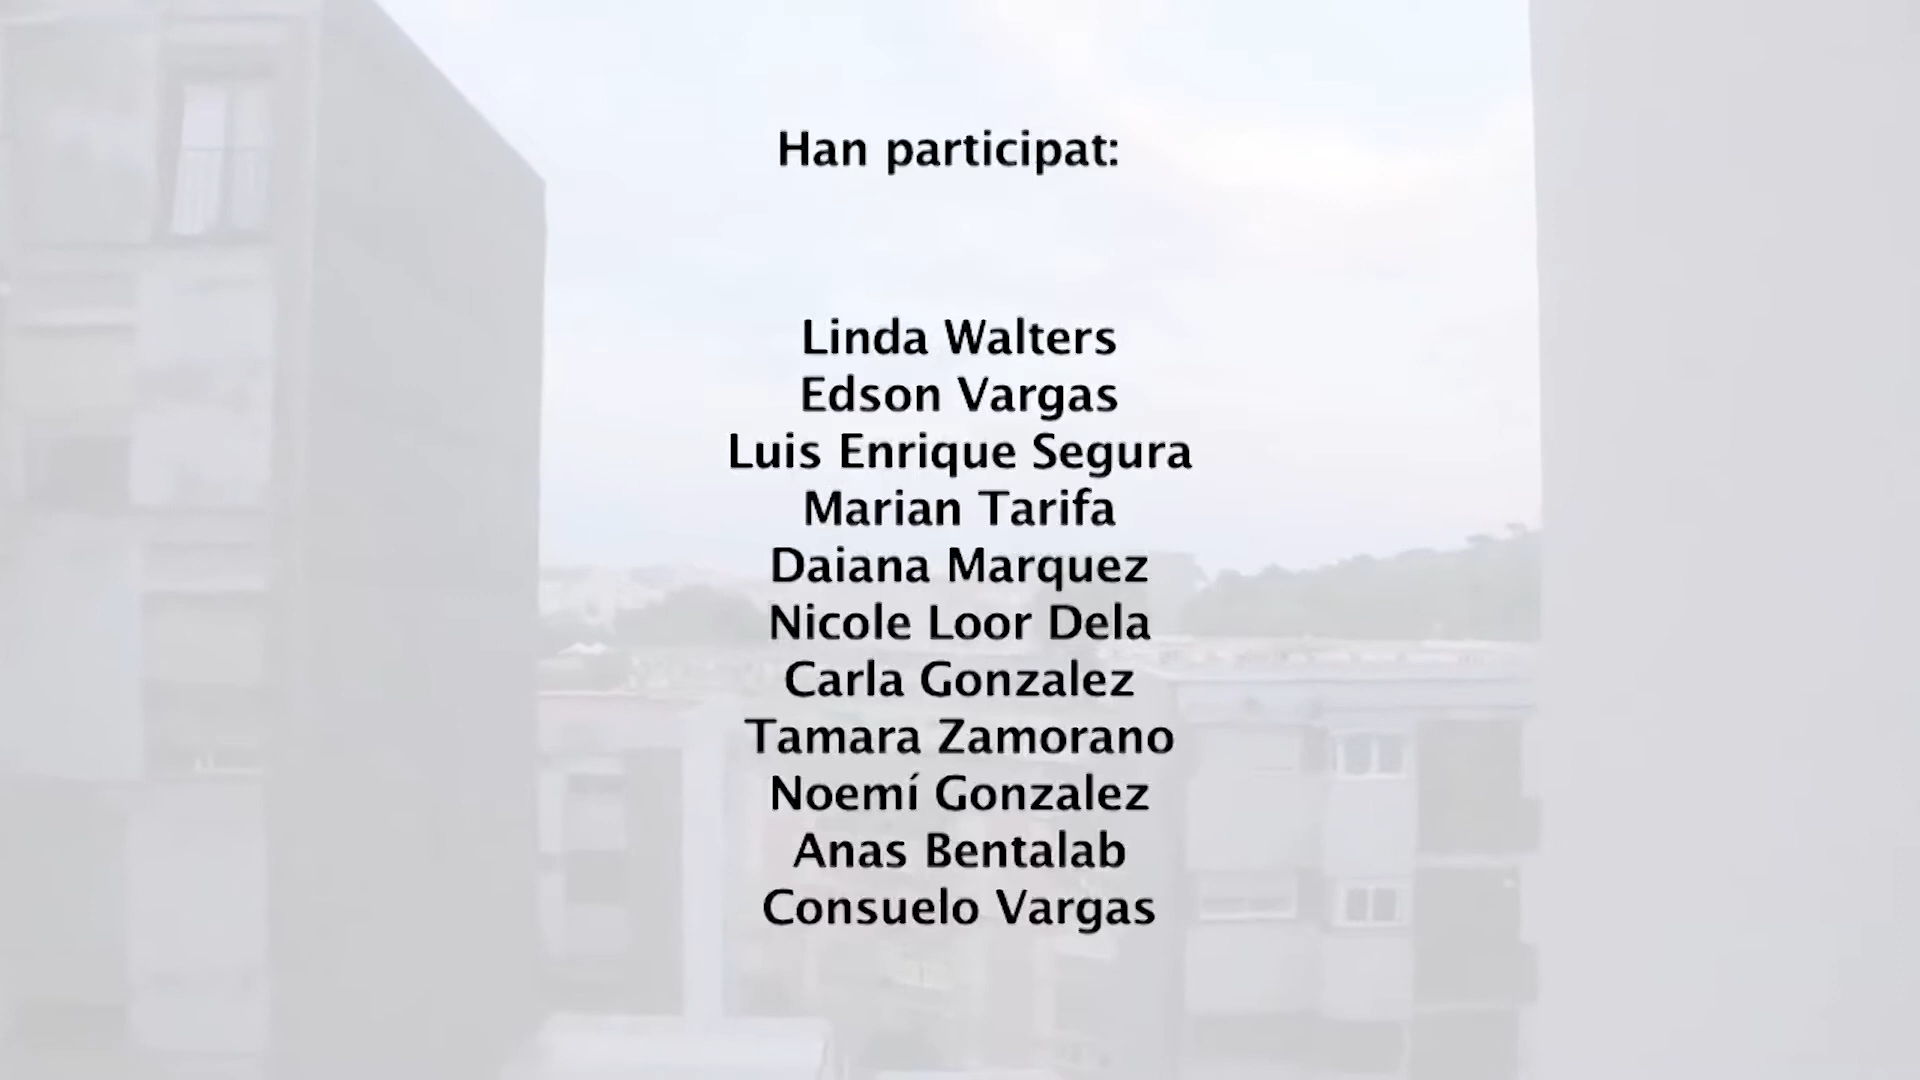 Han participat:
Linda Walters
Edson Vargas
Luis Enrique Segura
Marian Tarifa
Daiana Marquez
Nicole Loor Dela
Carla Gonzalez
Tamara Zamorano
Noemí Gonzalez
Anas Bentalab
Consuelo Vargas